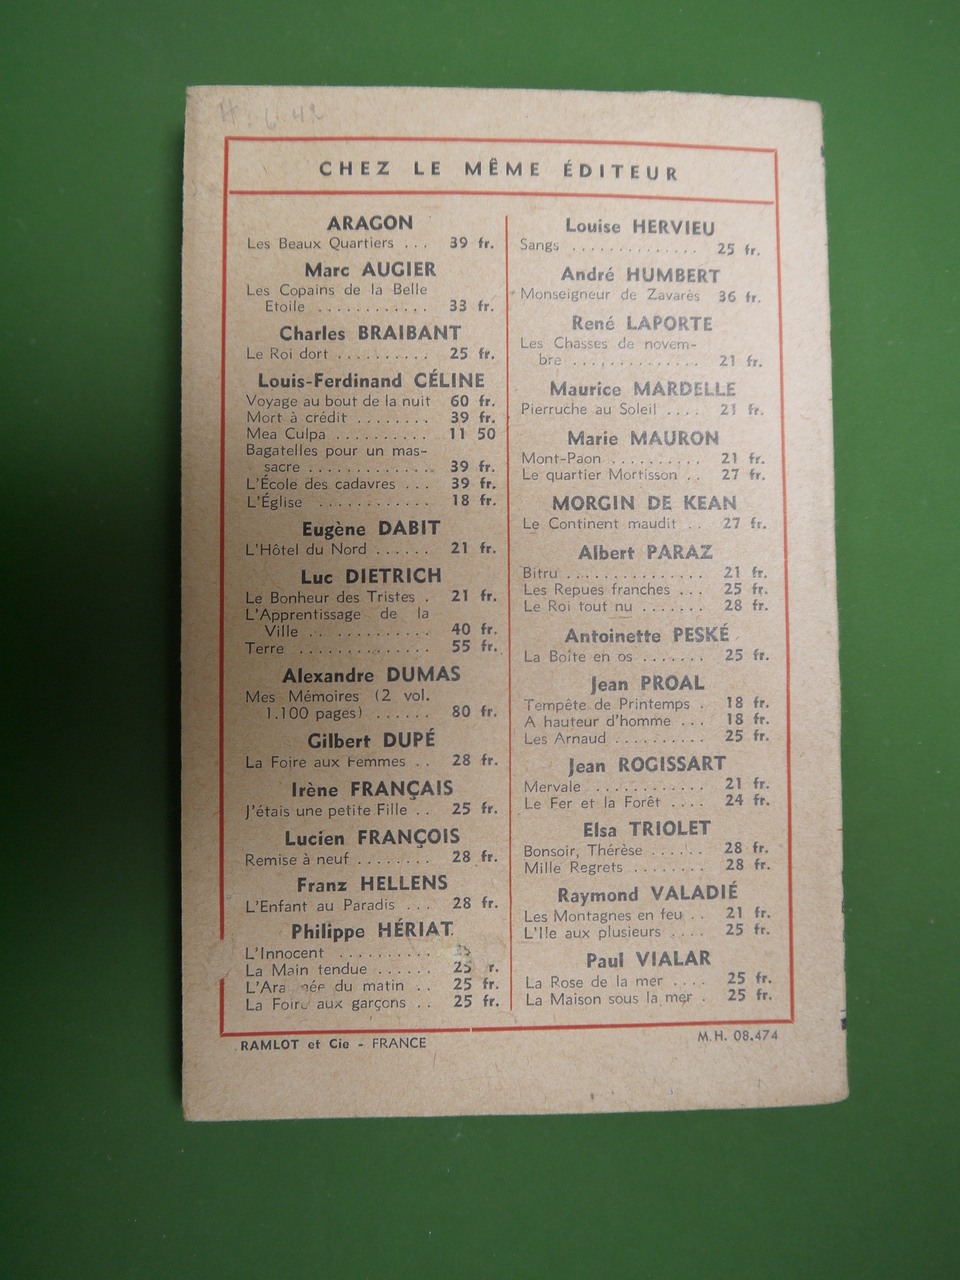 H. 6.42
CHEZ LE MÊME ÉDITEUR
ARAGON
Les Beaux Quartiers . . . 39 fr.
Marc AUGIER
Les Copains de la Belle
Etoile . . . . . . . . . . . . 33 fr.
Charles BRAIBANT
Le Roi dort . . . . . . . . . . 25 fr.
Louis-Ferdinand CÉLINE
Voyage au bout de la nuit 60 fr.
Mort à crédit . . . . . . . . 39 fr.
Mea Culpa . . . . . . . . . . 11 50
Bagatelles pour un mas-
sacre . . . . . . . . . . . . . 39 fr.
L'École des cadavres . . . 39 fr.
L'Église . . . . . . . . . . . . 18 fr.
Eugène DABIT
L'Hôtel du Nord . . . . . . 21 fr.
Luc DIETRICH
Le Bonheur des Tristes . 21 fr.
L'Apprentissage de la
Ville . . . . . . . . . . . . 40 fr.
Terre . . . . . . . . . . . . . . 55 fr.
Alexandre DUMAS
Mes Mémoires (2 vol.
1.100 pages) . . . . . . 80 fr.
Gilbert DUPÉ
La Foire aux Femmes . . 28 fr.
Irène FRANÇAIS
J'étais une petite Fille . . 25 fr.
Lucien FRANÇOIS
Remise à neuf . . . . . . . . 28 fr.
Franz HELLENS
L'Enfant au Paradis . . . 28 fr.
Philippe HÉRIAT
L'Innocent . . . . . . . . . .
La Main tendue . . . . . . 25 r.
L'Ara née du matin . . 25 fr.
La Foire aux garçons . . 25 fr.
Louise HERVIEU
Sangs . . . . . . . . . . . . . . 25 fr.
André HUMBERT
Monseigneur de Zavarès 36 fr.
René LAPORTE
Les Chasses de novem-
bre . . . . . . . . . . . . . . 21 fr.
Maurice MARDELLE
Pierruche au Soleil . . . . 21 fr.
Marie MAURON
Mont-Paon . . . . . . . . . . 21 fr.
Le quartier Mortisson . . 27 fr.
MORGIN DE KEAN
Le Continent maudit . . 27 fr.
Albert PARAZ
Bitru . . . . . . . . . . . . . . . 21 fr.
Les Repues franches . . . 25 fr.
Le Roi tout nu . . . . . . . 28 fr.
Antoinette PESKÉ
La Boîte en os . . . . . . . 25 fr.
Jean PROAL
Tempête de Printemps . 18 fr.
A hauteur d'homme . . . 18 fr.
Les Arnaud . . . . . . . . . . 25 fr.
Jean ROGISSART
Mervale . . . . . . . . . . . . 21 fr.
Le Fer et la Forêt . . . . 24 fr.
Elsa TRIOLET
Bonsoir, Thérèse . . . . . . 28 fr.
Mille Regrets . . . . . . . . 28 fr.
Raymond VALADIÉ
Les Montagnes en feu . . 21 fr.
L'Ile aux plusieurs . . . . 25 fr.
Paul VIALAR
La Rose de la mer . . . . 25 fr.
La Maison sous la mer . 25 fr.
RAMLOT et Cie - FRANCE
M.H. 08.474